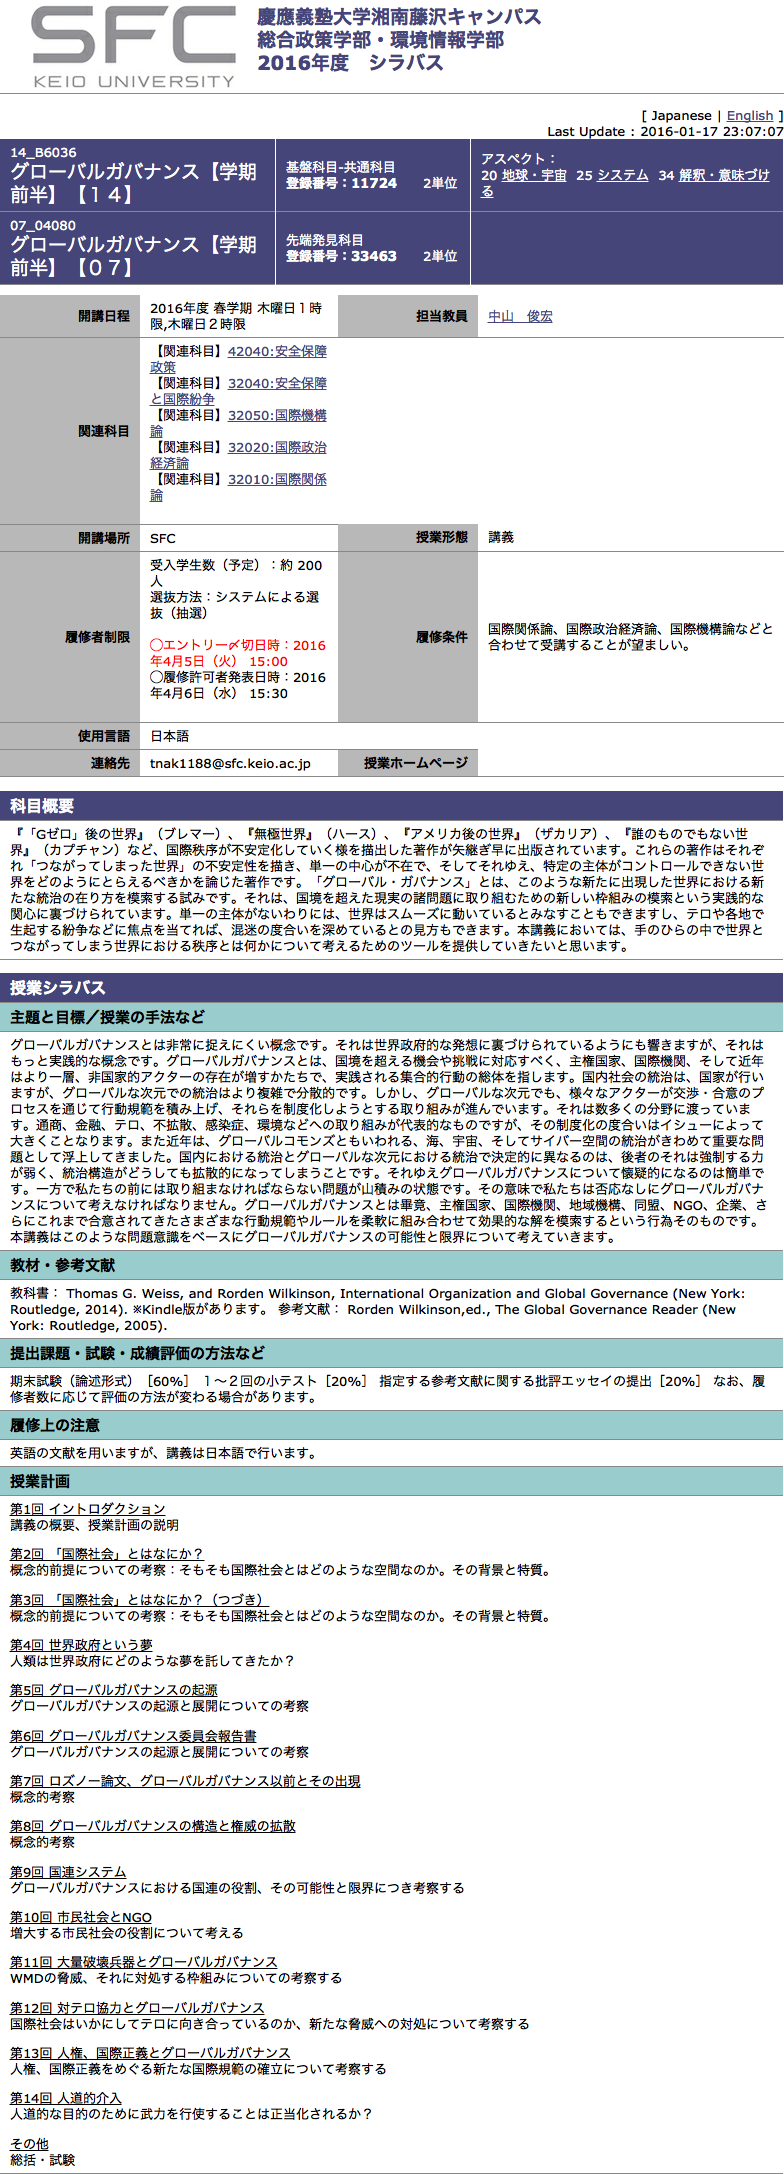 SFC
KEIO UNIVERSITY
慶應義塾大学湘南藤沢キャンパス
総合政策学部・環境情報学部
2016年度　シラバス
[ Japanese | English ]
Last Update : 2016-01-17 23:07:07
14_B6036
グローバルガバナンス【学期
前半】【１４】
基盤科目-共通科目
登録番号：11724　　2単位
アスペクト：
20 地球・宇宙　25 システム　34 解釈・意味づけ
る
07_04080
グローバルガバナンス【学期
前半】【０７】
先端発見科目
登録番号：33463　　2単位
開講日程
2016年度 春学期 木曜日１時
限,木曜日２時限
担当教員
中山　俊宏
関連科目
【関連科目】42040:安全保障
政策
【関連科目】32040:安全保障
と国際紛争
【関連科目】32050:国際機構
論
【関連科目】32020:国際政治
経済論
【関連科目】32010:国際関係
論
開講場所
SFC
授業形態
講義
履修者制限
受入学生数（予定）：約 200
人
選抜方法：システムによる選
抜（抽選）
◯エントリー〆切日時：2016
年4月5日（火） 15:00
◯履修許可者発表日時：2016
年4月6日（水） 15:30
履修条件
国際関係論、国際政治経済論、国際機構論などと
合わせて受講することが望ましい。
使用言語
日本語
連絡先
tnak1188@sfc.keio.ac.jp
授業ホームページ
科目概要
『「Gゼロ」後の世界』（ブレマー）、『無極世界』（ハース）、『アメリカ後の世界』（ザカリア）、『誰のものでもない世
界』（カプチャン）など、国際秩序が不安定化していく様を描出した著作が矢継ぎ早に出版されています。これらの著作はそれぞ
れ「つながってしまった世界」の不安定性を描き、単一の中心が不在で、そしてそれゆえ、特定の主体がコントロールできない世
界をどのようにとらえるべきかを論じた著作です。「グローバル・ガバナンス」とは、このような新たに出現した世界における新
たな統治の在り方を模索する試みです。それは、国境を超えた現実の諸問題に取り組むための新しい枠組みの模索という実践的な
関心に裏づけられています。単一の主体がないわりには、世界はスムーズに動いているとみなすこともできますし、テロや各地で
生起する紛争などに焦点を当てれば、混迷の度合いを深めているとの見方もできます。本講義においては、手のひらの中で世界と
つながってしまう世界における秩序とは何かについて考えるためのツールを提供していきたいと思います。
授業シラバス
主題と目標／授業の手法など
グローバルガバナンスとは非常に捉えにくい概念です。それは世界政府的な発想に裏づけられているようにも響きますが、それは
もっと実践的な概念です。グローバルガバナンスとは、国境を超える機会や挑戦に対応すべく、主権国家、国際機関、そして近年
はより一層、非国家的アクターの存在が増すかたちで、実践される集合的行動の総体を指します。国内社会の統治は、国家が行い
ますが、グローバルな次元での統治はより複雑で分散的です。しかし、グローバルな次元でも、様々なアクターが交渉・合意のプ
ロセスを通じて行動規範を積み上げ、それらを制度化しようとする取り組みが進んでいます。それは数多くの分野に渡っていま
す。通商、金融、テロ、不拡散、感染症、環境などへの取り組みが代表的なものですが、その制度化の度合いはイシューによって
大きくことなります。また近年は、グローバルコモンズともいわれる、海、宇宙、そしてサイバー空間の統治がきわめて重要な問
題として浮上してきました。国内における統治とグローバルな次元における統治で決定的に異なるのは、後者のそれは強制する力
が弱く、統治構造がどうしても拡散的になってしまうことです。それゆえグローバルガバナンスについて懐疑的になるのは簡単で
す。一方で私たちの前には取り組まなければならない問題が山積みの状態です。その意味で私たちは否応なしにグローバルガバナ
ンスについて考えなければなりません。グローバルガバナンスとは畢竟、主権国家、国際機関、地域機構、同盟、NGO、企業、さ
らにこれまで合意されてきたさまざまな行動規範やルールを柔軟に組み合わせて効果的な解を模索するという行為そのものです。
本講義はこのような問題意識をベースにグローバルガバナンスの可能性と限界について考えていきます。
教材・参考文献
教科書： Thomas G. Weiss, and Rorden Wilkinson, International Organization and Global Governance (New York:
Routledge, 2014). ※Kindle版があります。 参考文献： Rorden Wilkinson,ed., The Global Governance Reader (New
York: Routledge, 2005).
提出課題・試験・成績評価の方法など
期末試験（論述形式）［60%］ １〜２回の小テスト［20%］ 指定する参考文献に関する批評エッセイの提出［20%］ なお、履
修者数に応じて評価の方法が変わる場合があります。
履修上の注意
英語の文献を用いますが、講義は日本語で行います。
授業計画
第1回 イントロダクション
講義の概要、授業計画の説明
第2回 「国際社会」とはなにか？
概念的前提についての考察：そもそも国際社会とはどのような空間なのか。その背景と特質。
第3回 「国際社会」とはなにか？（つづき）
概念的前提についての考察：そもそも国際社会とはどのような空間なのか。その背景と特質。
第4回 世界政府という夢
人類は世界政府にどのような夢を託してきたか？
第5回 グローバルガバナンスの起源
グローバルガバナンスの起源と展開についての考察
第6回 グローバルガバナンス委員会報告書
グローバルガバナンスの起源と展開についての考察
第7回 ロズノー論文、グローバルガバナンス以前とその出現
概念的考察
第8回 グローバルガバナンスの構造と権威の拡散
概念的考察
第9回 国連システム
グローバルガバナンスにおける国連の役割、その可能性と限界につき考察する
第10回 市民社会とNGO
増大する市民社会の役割について考える
第11回 大量破壊兵器とグローバルガバナンス
WMDの脅威、それに対処する枠組みについての考察する
第12回 対テロ協力とグローバルガバナンス
国際社会はいかにしてテロに向き合っているのか、新たな脅威への対処について考察する
第13回 人権、国際正義とグローバルガバナンス
人権、国際正義をめぐる新たな国際規範の確立について考察する
第14回 人道的介入
人道的な目的のために武力を行使することは正当化されるか？
その他
総括・試験